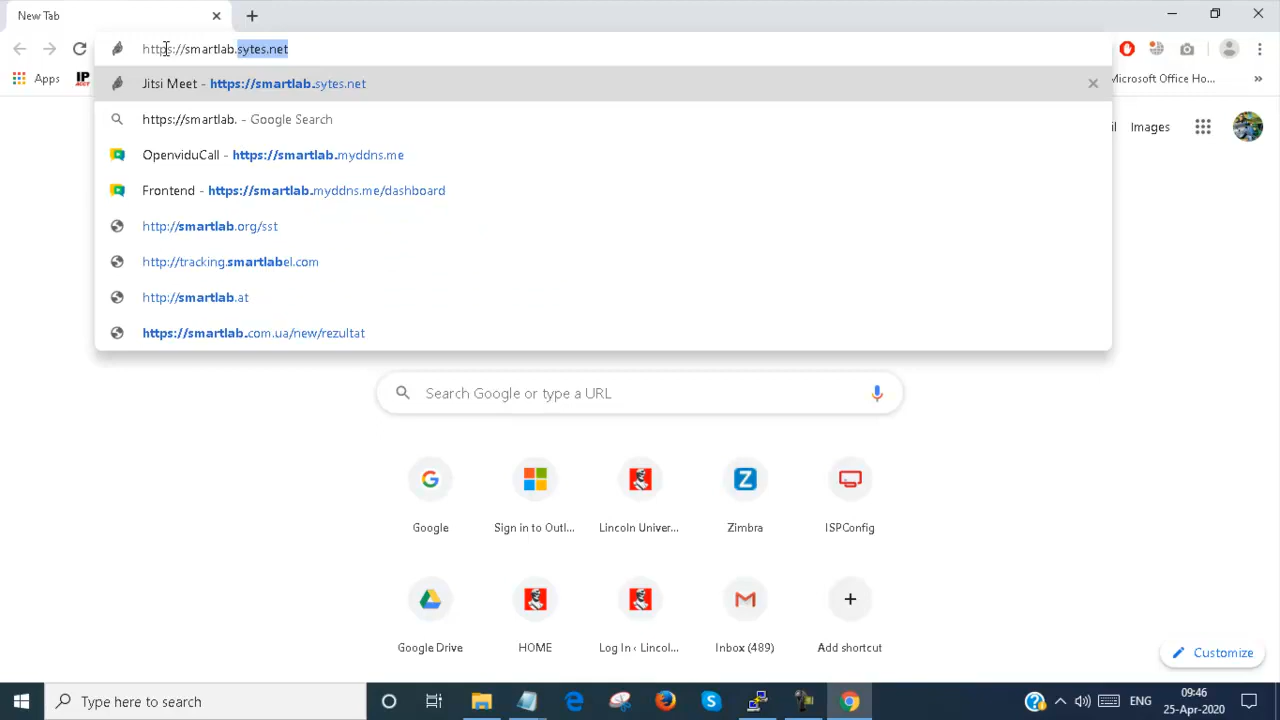 New Tab
https://smartlab.sytes.net
Apps
IP
ACCT
Microsoft Office Ho...
»
Jitsi Meet - https://smartlab.sytes.net
https://smartlab. - Google Search
OpenviduCall - https://smartlab.myddns.me
Frontend - https://smartlab.myddns.me/dashboard
http://smartlab.org/sst
http://tracking.smartlabel.com
http://smartlab.at
https://smartlab.com.ua/new/rezultat
il
Images
Search Google or type a URL
Google
Sign in to Outl...
Lincoln Univer...
Zimbra
ISPConfig
Google Drive
HOME
Log In ‹ Lincol...
Inbox (489)
Add shortcut
Customize
Type here to search
ENG
09:46
25-Apr-2020